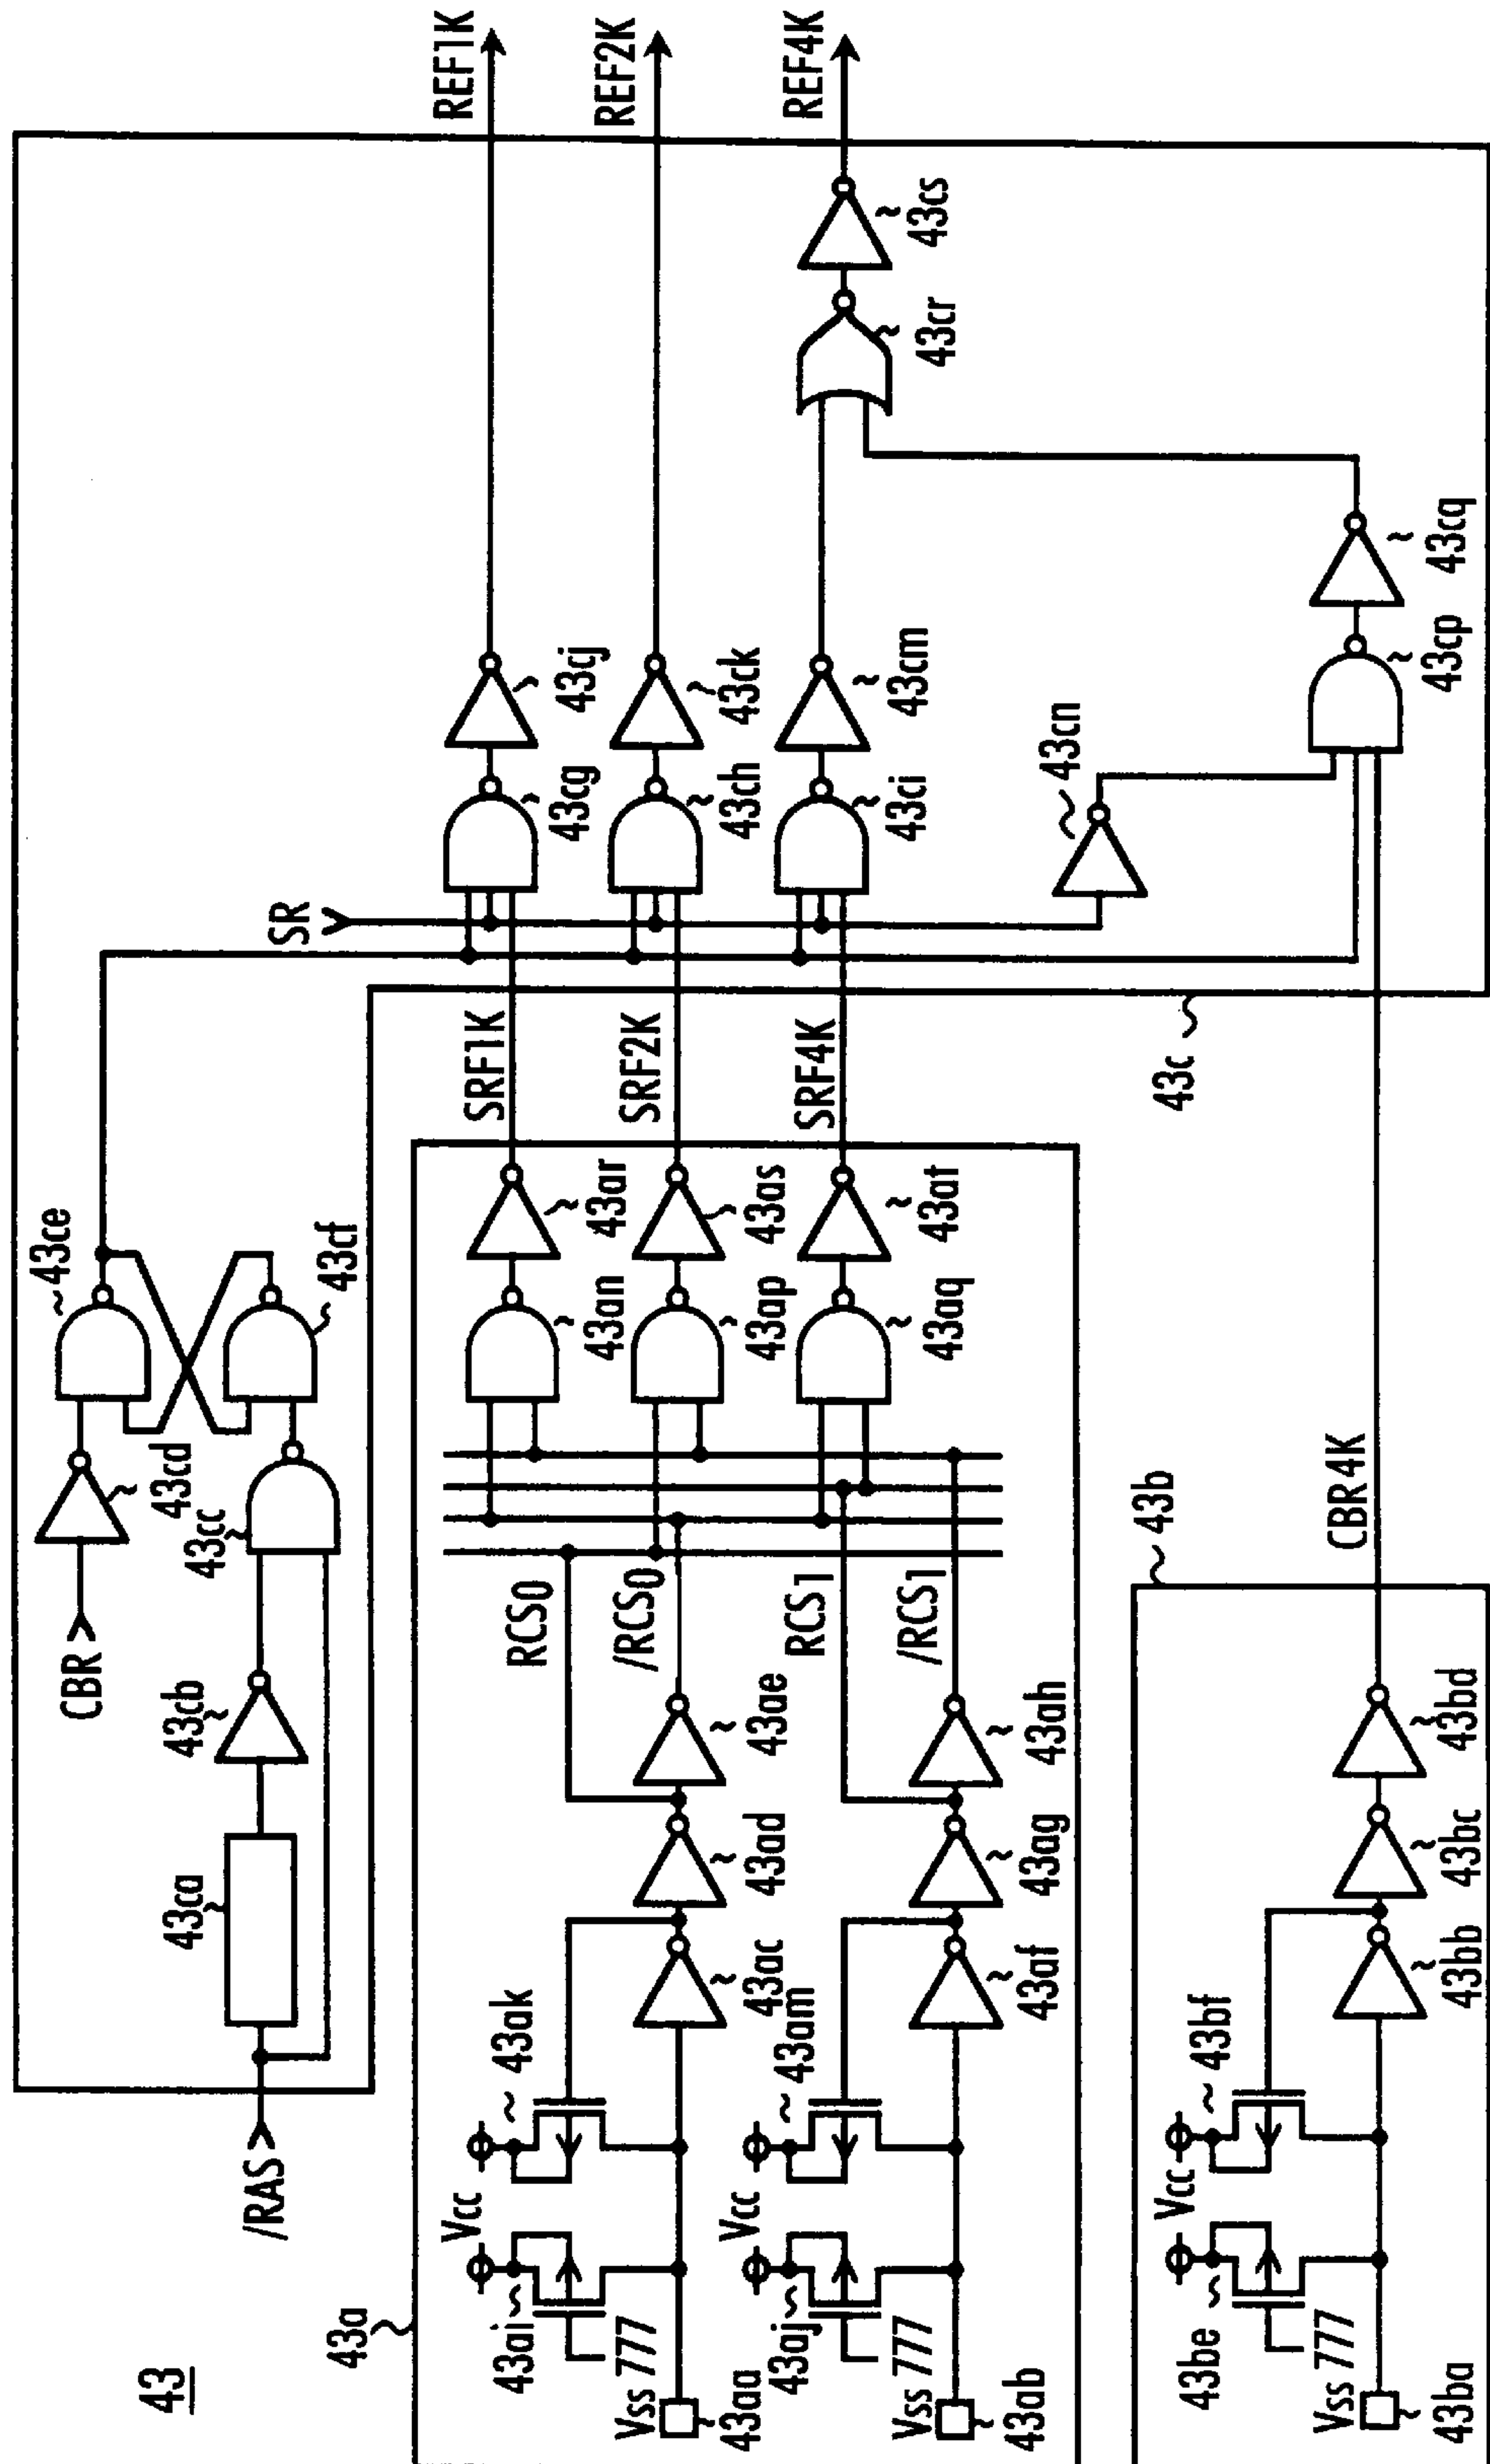 43
/RAS
CBR
43ca
43cb
43cc
43cd
43ce
43cf
SR
43cg
43cj
REF1K
43ch
43ck
REF2K
43ci
43cm
43cr
43cs
REF4K
43cn
43cp
43cq
43c
43a
Vcc
43ai
43ak
Vss 777
43aa
43ac
43ad
43ae
RCS0
/RCS0
43an
43ar
SRF1K
43ap
43as
SRF2K
Vcc
43aj
43am
Vss 777
43ab
43af
43ag
43ah
RCS1
/RCS1
43aq
43at
SRF4K
43b
Vcc
43be
43bf
Vss 777
43ba
43bb
43bc
43bd
CBR4K